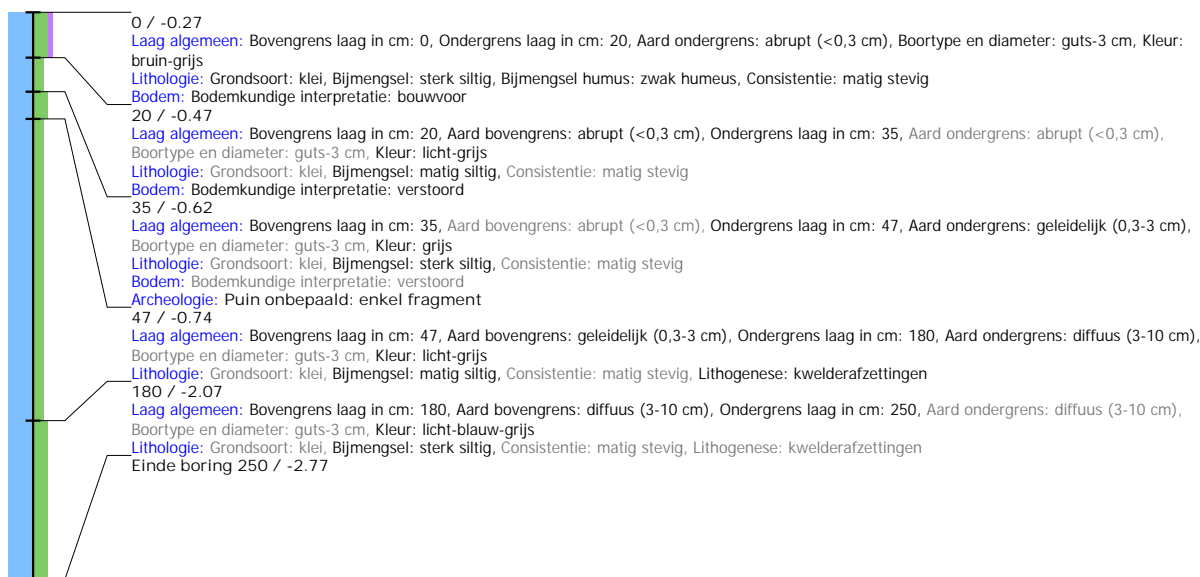 0 / -0.27
Laag algemeen: Bovengrens laag in cm: 0, Ondergrens laag in cm: 20, Aard ondergrens: abrupt (<0,3 cm), Boortype en diameter: guts-3 cm, Kleur:
bruin-grijs
Lithologie: Grondsoort: klei, Bijmengsel: sterk siltig, Bijmengsel humus: zwak humeus, Consistentie: matig stevig
Bodem: Bodemkundige interpretatie: bouwvoor
20 / -0.47
Laag algemeen: Bovengrens laag in cm: 20, Aard bovengrens: abrupt (<0,3 cm), Ondergrens laag in cm: 35, Aard ondergrens: abrupt (<0,3 cm),
Boortype en diameter: guts-3 cm, Kleur: licht-grijs
Lithologie: Grondsoort: klei, Bijmengsel: matig siltig, Consistentie: matig stevig
Bodem: Bodemkundige interpretatie: verstoord
35 / -0.62
Laag algemeen: Bovengrens laag in cm: 35, Aard bovengrens: abrupt (<0,3 cm), Ondergrens laag in cm: 47, Aard ondergrens: geleidelijk (0,3-3 cm),
Boortype en diameter: guts-3 cm, Kleur: grijs
Lithologie: Grondsoort: klei, Bijmengsel: sterk siltig, Consistentie: matig stevig
Bodem: Bodemkundige interpretatie: verstoord
Archeologie: Puin onbepaald: enkel fragment
47 / -0.74
Laag algemeen: Bovengrens laag in cm: 47, Aard bovengrens: geleidelijk (0,3-3 cm), Ondergrens laag in cm: 180, Aard ondergrens: diffuus (3-10 cm),
Boortype en diameter: guts-3 cm, Kleur: licht-grijs
Lithologie: Grondsoort: klei, Bijmengsel: matig siltig, Consistentie: matig stevig, Lithogenese: kwelderafzettingen
180 / -2.07
Laag algemeen: Bovengrens laag in cm: 180, Aard bovengrens: diffuus (3-10 cm), Ondergrens laag in cm: 250, Aard ondergrens: diffuus (3-10 cm),
Boortype en diameter: guts-3 cm, Kleur: licht-blauw-grijs
Lithologie: Grondsoort: klei, Bijmengsel: sterk siltig, Consistentie: matig stevig, Lithogenese: kwelderafzettingen
Einde boring 250 / -2.77